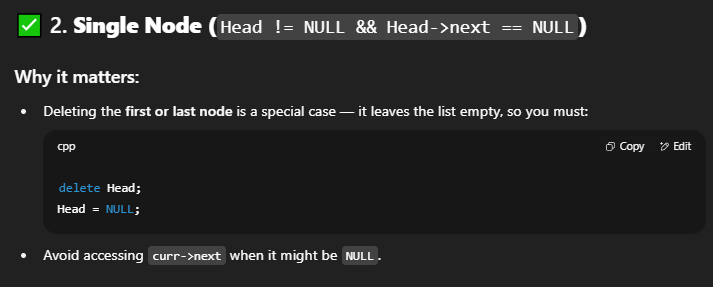 ✅ 2. Single Node (Head != NULL && Head->next == NULL)
Why it matters:
• Deleting the first or last node is a special case — it leaves the list empty, so you must:
cpp Copy Edit
delete Head;
Head = NULL;
• Avoid accessing curr->next when it might be NULL.